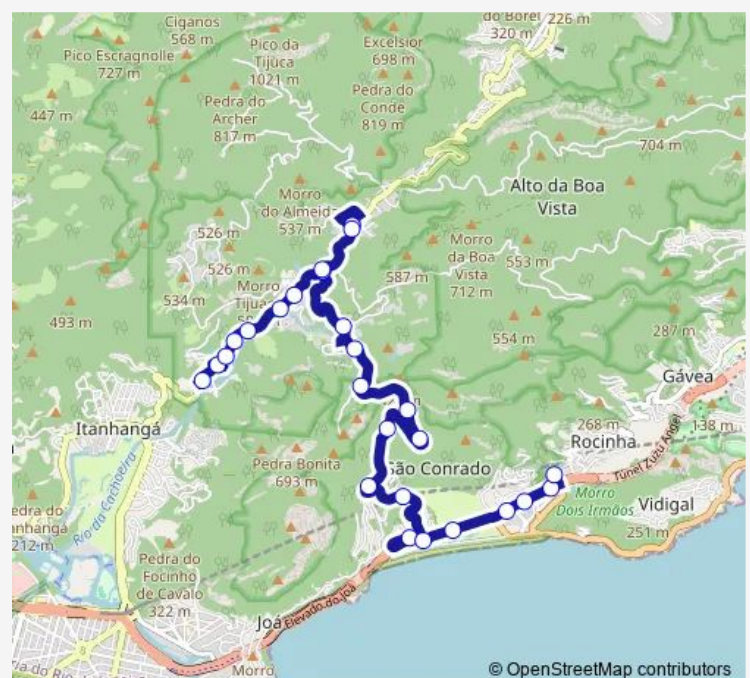 Ciganos
568 m
do Borel
320 m
226 m
Pico Escragnolle
727 m
Pico da
Tijuca
1021 m
Excelsior
698 m
Pedra do
Conde
819 m
Pedra do
Archer
817 m
447 m
704 m
Alto da Boa
Vista
Morro
do Almeida
537 m
526 m
526 m
Morro
Tijuca
534 m
587 m
Morro
da Boa
Vista
712 m
553 m
493 m
554 m
287 m
Gávea
Itanhangá
268 m
138 m
Rocinha
Túnel Zuzu Angel
Pedra Bonita
693 m
São Conrado
Morro
Dois Irmãos
Vidigal
251 m
Rio da Cachoeira
212 m
Pedra do
Focinho
de Cavalo
322 m
Joá
Elevado do Joá
Morro
© OpenStreetMap contributors